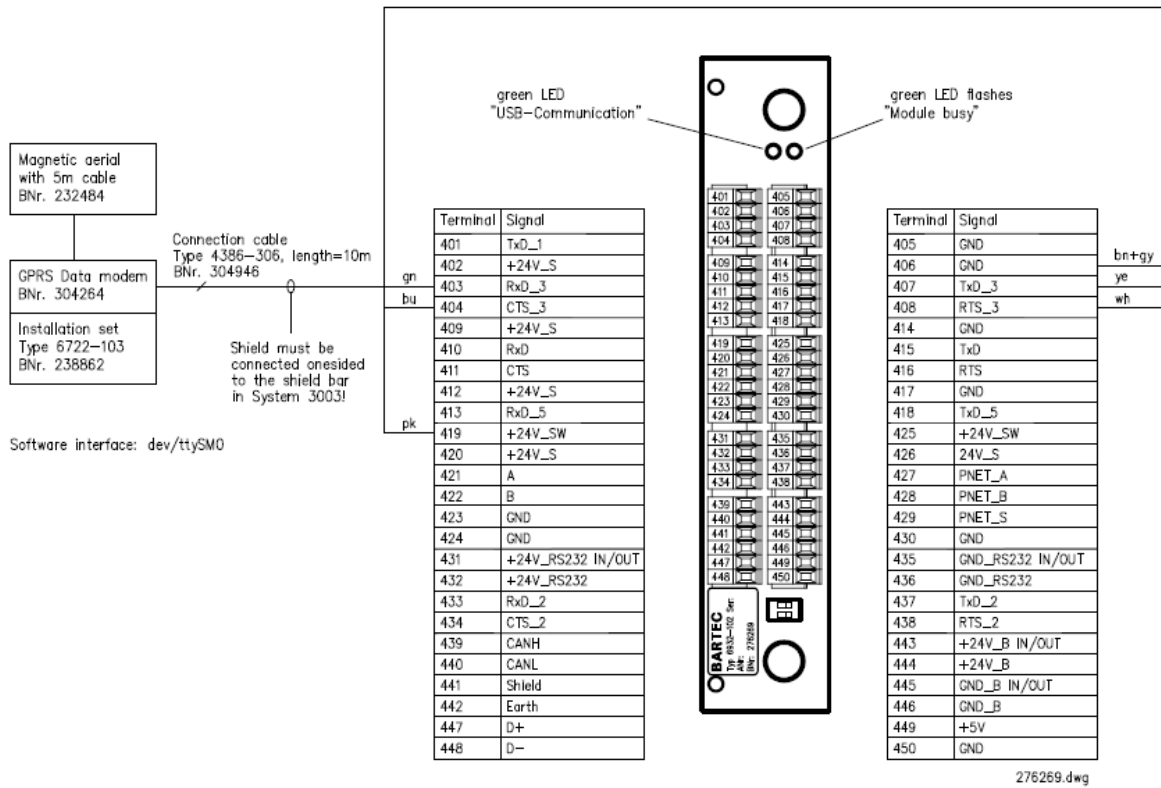 green LED
"USB-Communication"
green LED flashes
"Module busy"
Magnetic aerial
with 5m cable
BNr. 232484
GPRS Data modem
BNr. 304264
Installation set
Type 6722-103
BNr. 238862
Connection cable
Type 4386-306, length=10m
BNr. 304946
Shield must be
connected onesided
to the shield bar
in System 3003!
Software interface: dev/ttySM0
gn
bu
pk
Terminal Signal
401 TxD_1
402 +24V_S
403 RxD_3
404 CTS_3
409 +24V_S
410 RxD
411 CTS
412 +24V_S
413 RxD_5
419 +24V_SW
420 +24V_S
421 A
422 B
423 GND
424 GND
431 +24V_RS232 IN/OUT
432 +24V_RS232
433 RxD_2
434 CTS_2
439 CANH
440 CANL
441 Shield
442 Earth
447 D+
448 D-
401 405
402 406
403 407
404 408
409 414
410 415
411 416
412 417
413 418
419 425
420 426
421 427
422 428
423 429
424 430
431 435
432 436
433 437
434 438
439 443
440 444
441 445
442 446
447 449
448 450
BARTEC
Typ 6932-102 Ser:
ANr:
BNr: 276269
Terminal Signal
405 GND
406 GND
407 TxD_3
408 RTS_3
414 GND
415 TxD
416 RTS
417 GND
418 TxD_5
425 +24V_SW
426 24V_S
427 PNET_A
428 PNET_B
429 PNET_S
430 GND
435 GND_RS232 IN/OUT
436 GND_RS232
437 TxD_2
438 RTS_2
443 +24V_B IN/OUT
444 +24V_B
445 GND_B IN/OUT
446 GND_B
449 +5V
450 GND
bn+gy
ye
wh
276269.dwg